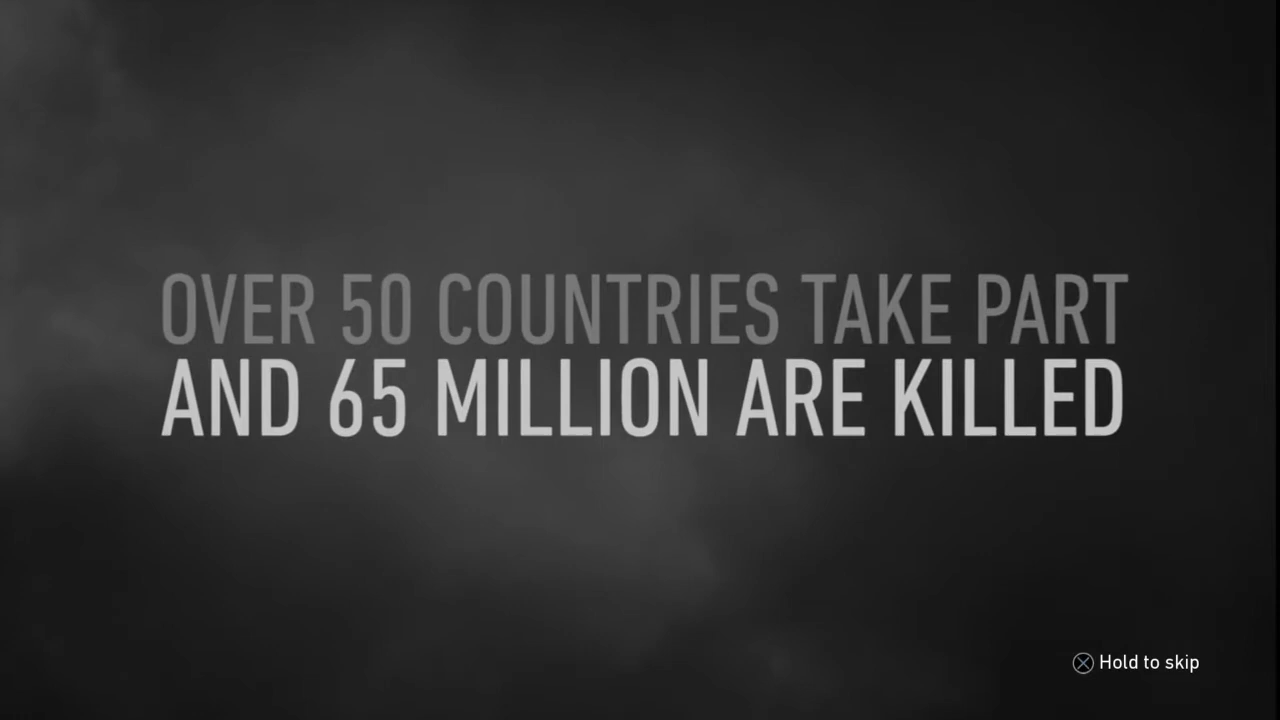 OVER 50 COUNTRIES TAKE PART
AND 65 MILLION ARE KILLED
Hold to skip